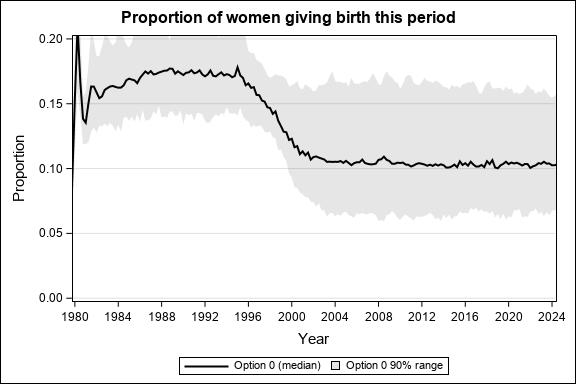 Proportion of women giving birth this period
0.20
0.15
0.10
0.05
0.00
Proportion
1980 1984 1988 1992 1996 2000 2004 2008 2012 2016 2020 2024
Year
Option 0 (median) Option 0 90% range